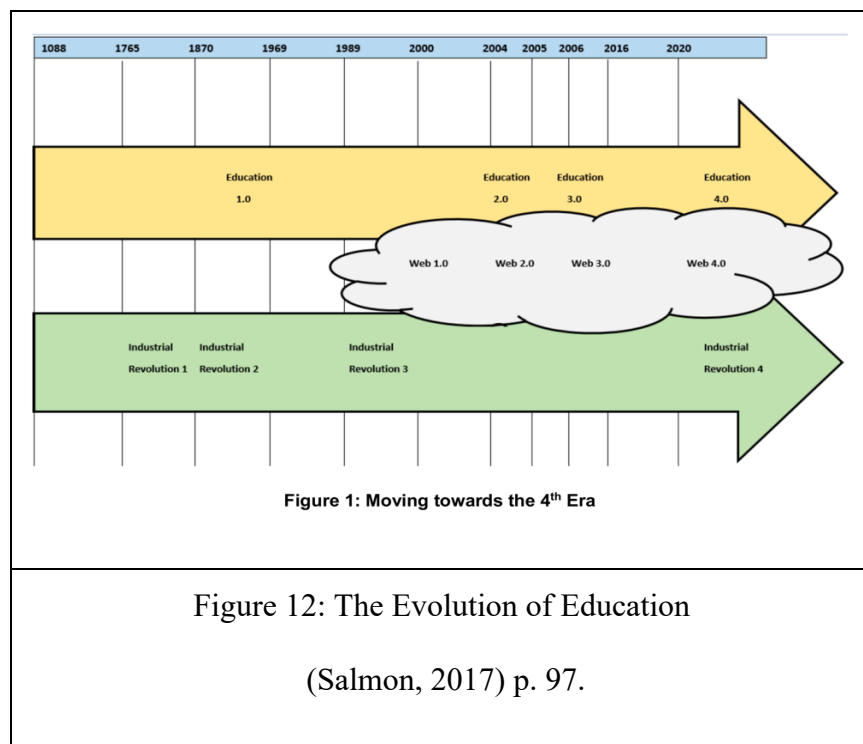 1088 1765 1870 1969 1989 2000 2004 2005 2006 2016 2020
Education Education Education Education
1.0 2.0 3.0 4.0
Web 1.0 Web 2.0 Web 3.0 Web 4.0
Industrial Industrial Industrial Industrial
Revolution 1 Revolution 2 Revolution 3 Revolution 4
Figure 1: Moving towards the 4th Era
Figure 12: The Evolution of Education
(Salmon, 2017) p. 97.